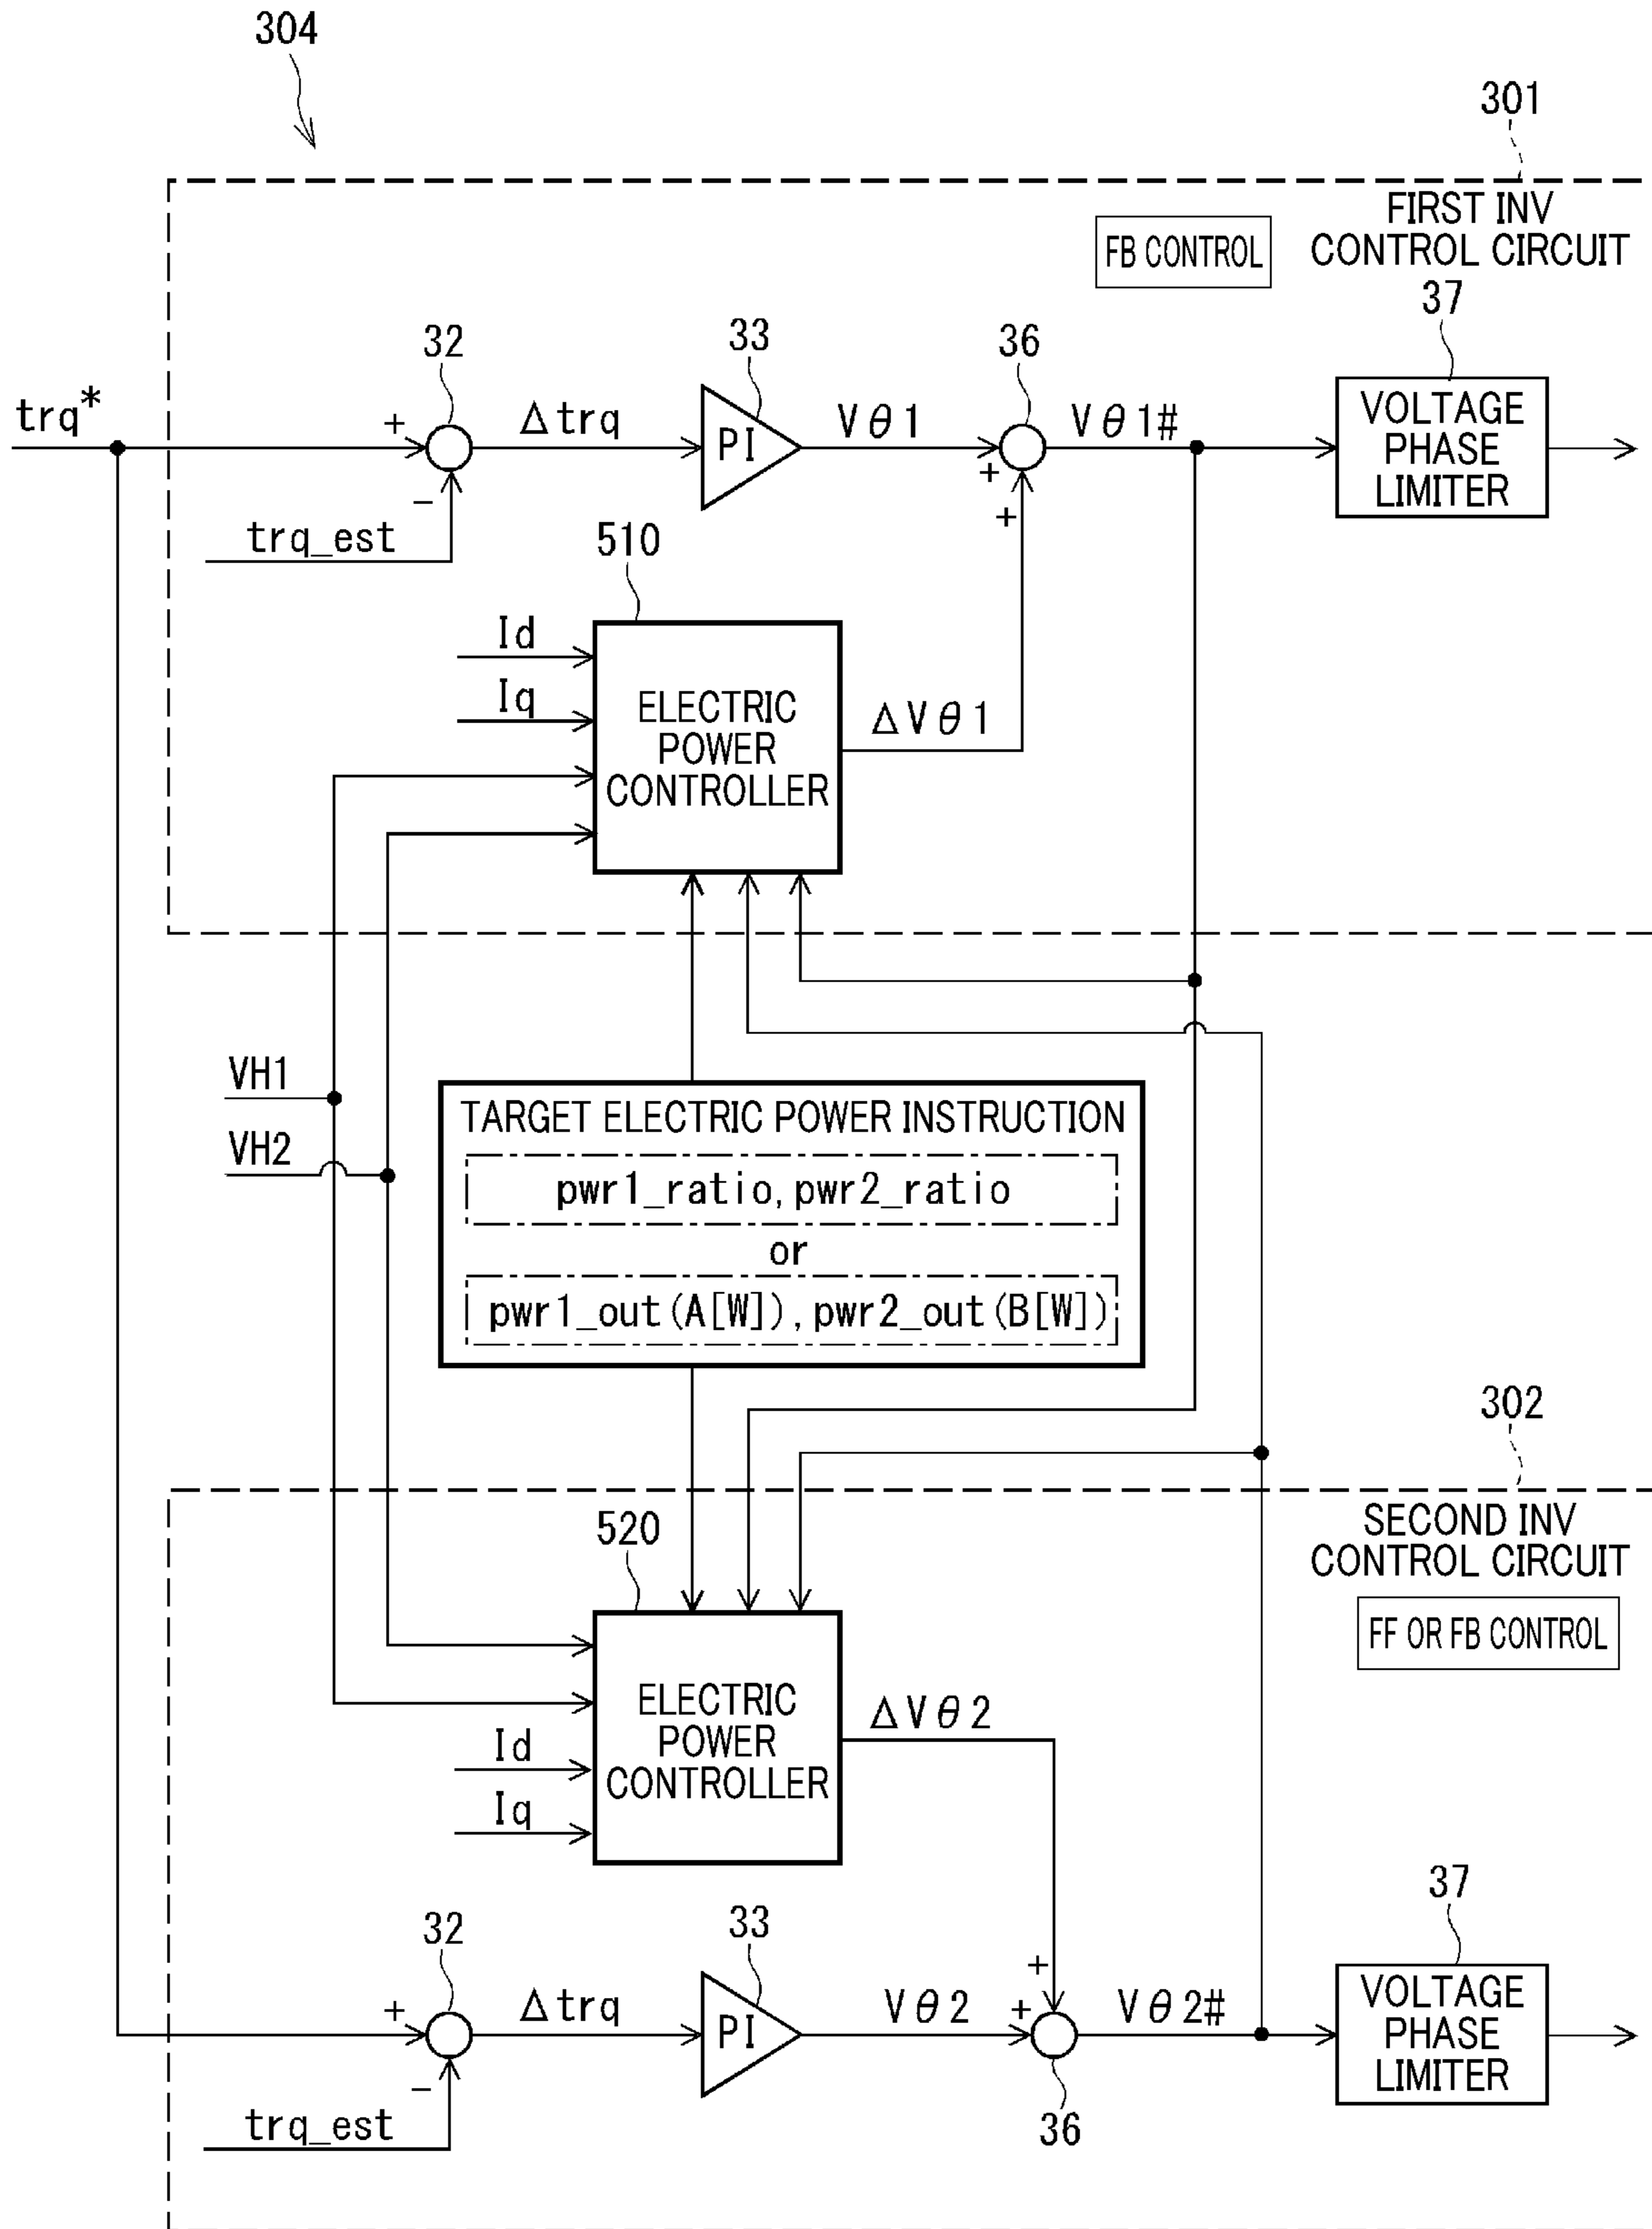 304
301
FIRST INV
CONTROL CIRCUIT
FB CONTROL
37
32
33
36
trq*
+
Δtrq
PI
Vθ1
+
Vθ1#
VOLTAGE
PHASE
LIMITER
−
trq_est
+
510
Id
Iq
ELECTRIC
POWER
CONTROLLER
ΔVθ1
VH1
VH2
TARGET ELECTRIC POWER INSTRUCTION
pwr1_ratio, pwr2_ratio
or
pwr1_out(A[W]), pwr2_out(B[W])
302
SECOND INV
CONTROL CIRCUIT
FF OR FB CONTROL
520
ELECTRIC
POWER
CONTROLLER
ΔVθ2
Id
Iq
37
32
33
+
+
Δtrq
PI
Vθ2
+
Vθ2#
VOLTAGE
PHASE
LIMITER
−
trq_est
36